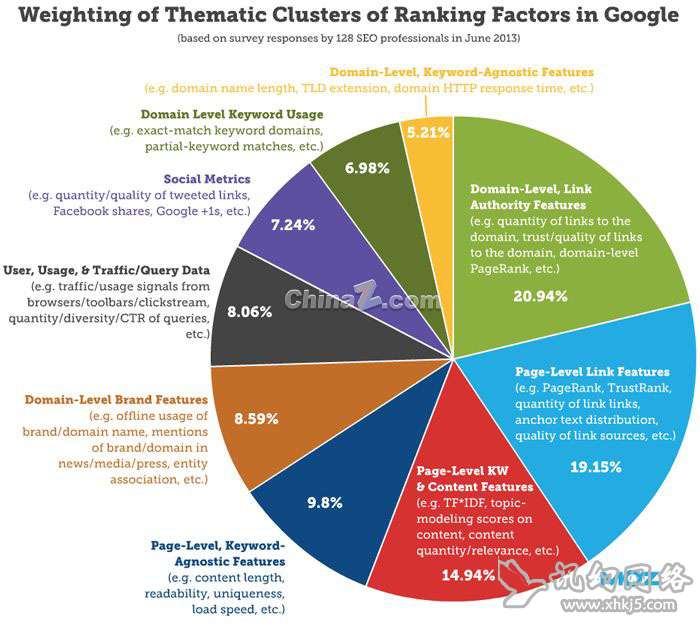 Weighting of Thematic Clusters of Ranking Factors in Google
(based on survey responses by 128 SEO professionals in June 2013)
Domain-Level, Keyword-Agnostic Features
(e.g. domain name length, TLD extension, domain HTTP response time, etc.)
5.21%
Domain Level Keyword Usage
(e.g. exact-match keyword domains,
partial-keyword matches, etc.)
6.98%
Social Metrics
(e.g. quantity/quality of tweeted links,
Facebook shares, Google +1s, etc.)
7.24%
User, Usage, & Traffic/Query Data
(e.g. traffic/usage signals from
browsers/toolbars/clickstream,
quantity/diversity/CTR of queries,
etc.)
8.06%
Domain-Level Brand Features
(e.g. offline usage of
brand/domain name, mentions
of brand/domain in
news/media/press, entity
association, etc.)
8.59%
Page-Level, Keyword-
Agnostic Features
(e.g. content length,
readability, uniqueness,
load speed, etc.)
9.8%
Page-Level KW
& Content Features
(e.g. TF*IDF, topic-
modeling scores on
content, content
quantity/relevance, etc.)
14.94%
Page-Level Link Features
(e.g. PageRank, TrustRank,
quantity of link links,
anchor text distribution,
quality of link sources, etc.)
19.15%
Domain-Level, Link
Authority Features
(e.g. quantity of links to the
domain, trust/quality of links
to the domain, domain-level
PageRank, etc.)
20.94%
ChinaZ.com
MOZ
讯幻网络
www.xhkj5.com